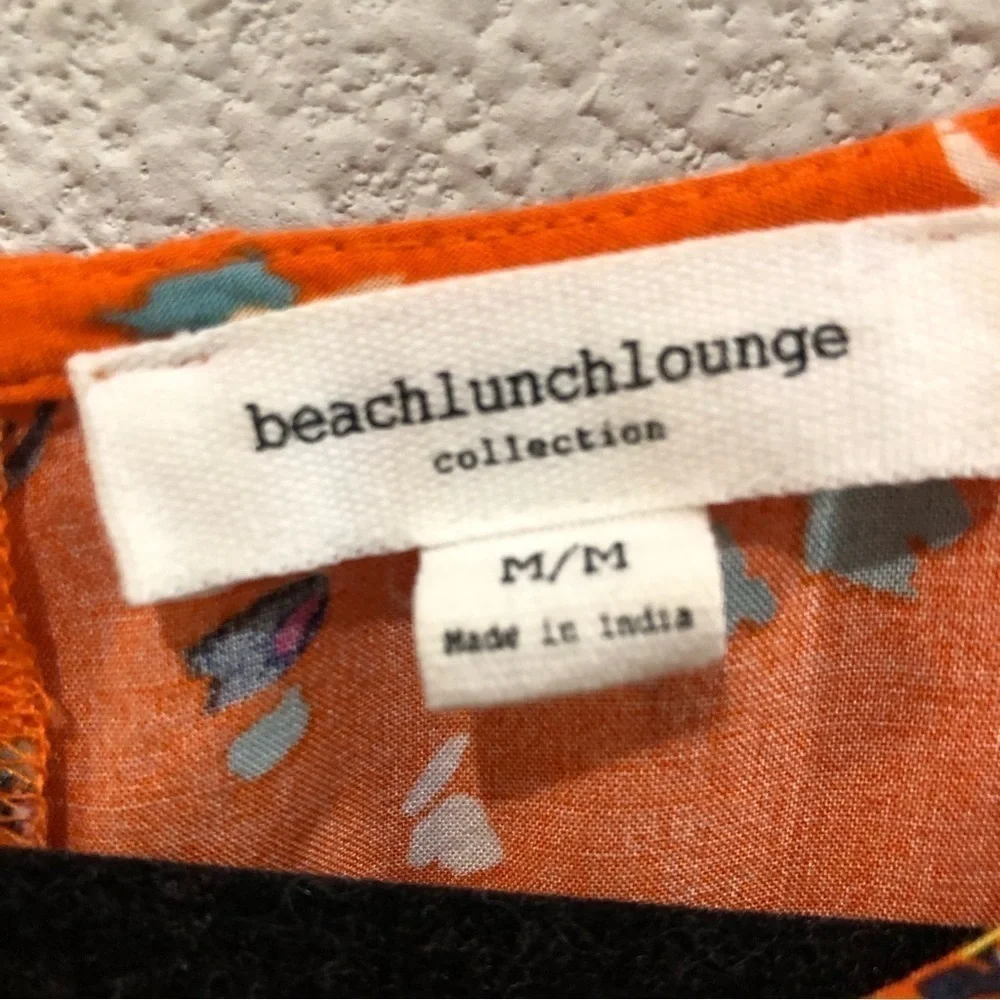 beachlunchlounge
collection
M/M
Made in India